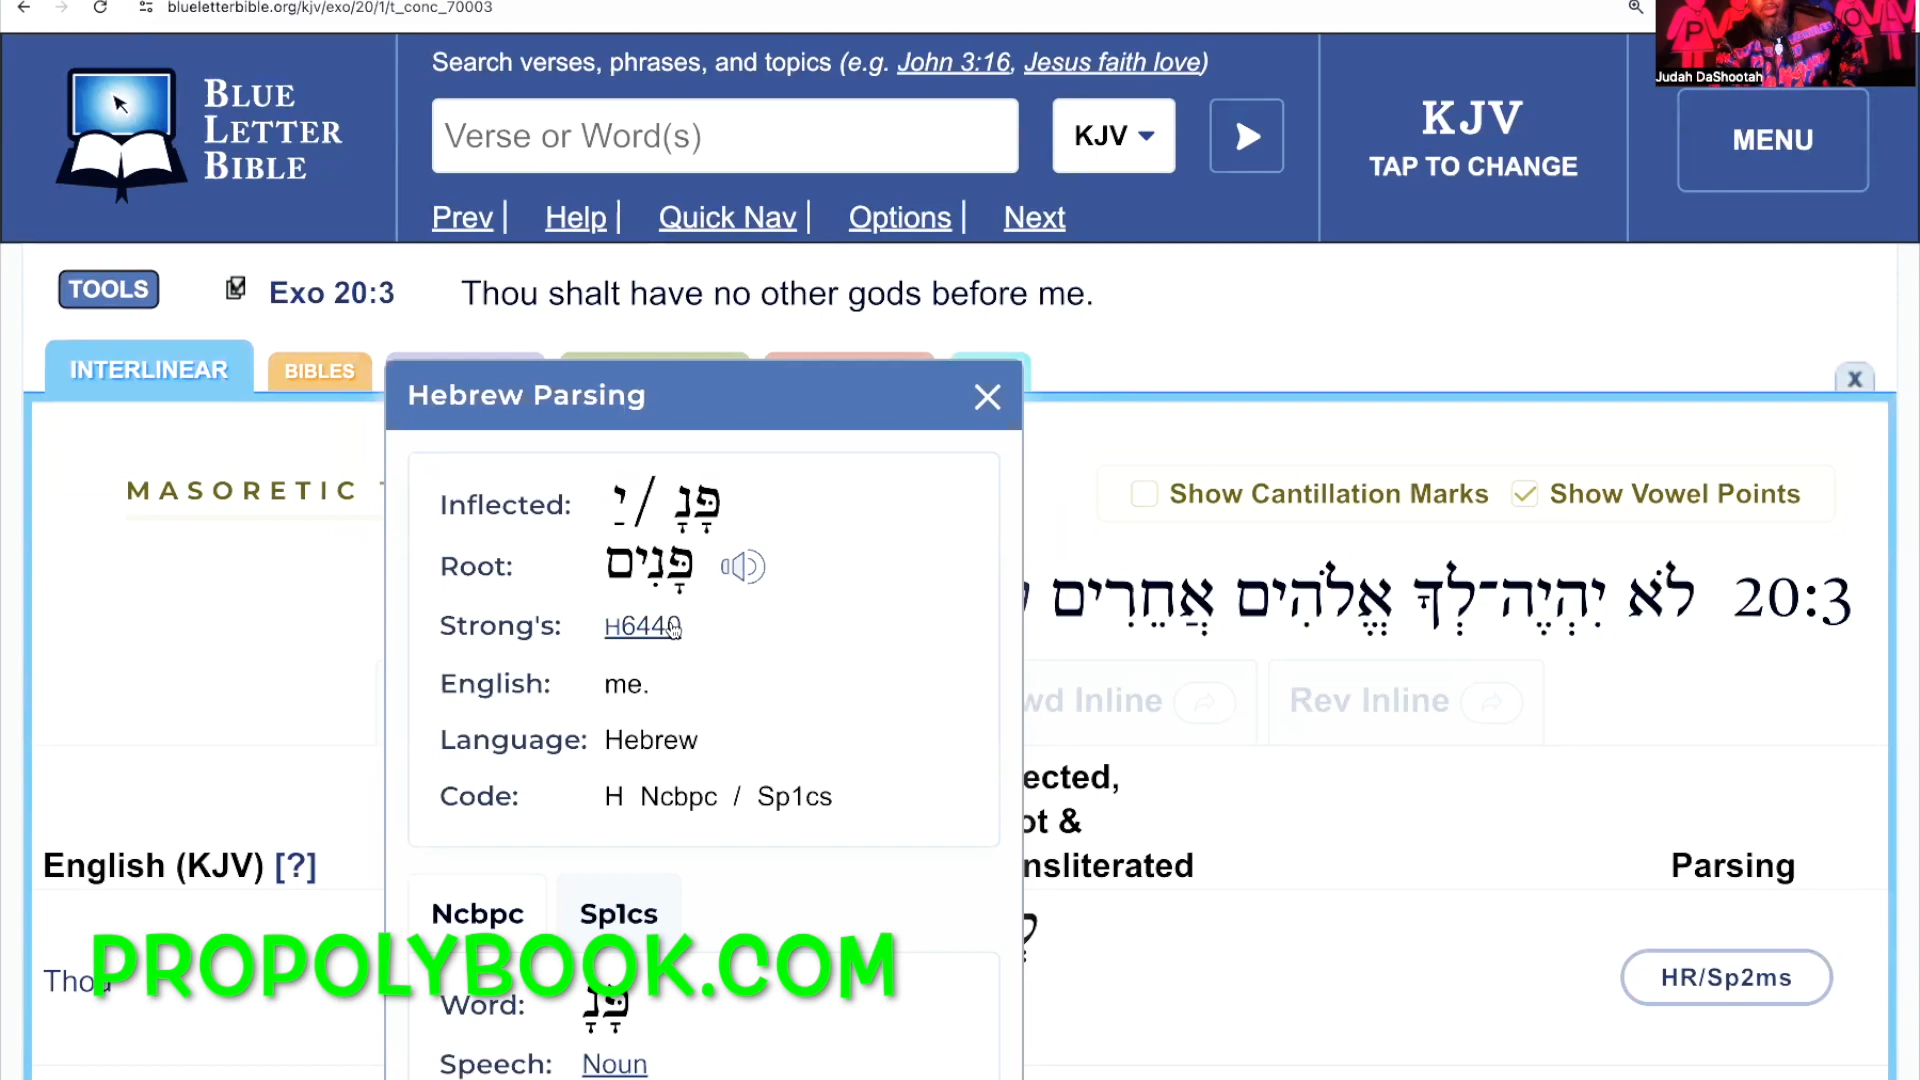 blueletterbible.org/kjv/exo/20/1/t_conc_70003
Judah DaShootah
BLUE
LETTER
BIBLE
Search verses, phrases, and topics (e.g. John 3:16, Jesus faith love)
Verse or Word(s)
KJV
KJV
TAP TO CHANGE
MENU
Prev | Help | Quick Nav | Options | Next
TOOLS Exo 20:3 Thou shalt have no other gods before me.
INTERLINEAR BIBLES
x
Hebrew Parsing
MASORETIC
Show Cantillation Marks Show Vowel Points
Inflected: פָּנָ /יַ
Root: פָּנִים
Strong's: H6440
English: me.
Language: Hebrew
Code: H Ncbpc / Sp1cs
20:3 לֹא יִהְיֶה־לְךָ אֱלֹהִים אֲחֵרִים
wd Inline Rev Inline
ected,
ot &
nsliterated
English (KJV) [?]
Parsing
Ncbpc Sp1cs
PROPOLYBOOK.COM
Thou
HR/Sp2ms
Word: פָּנָ
Speech: Noun